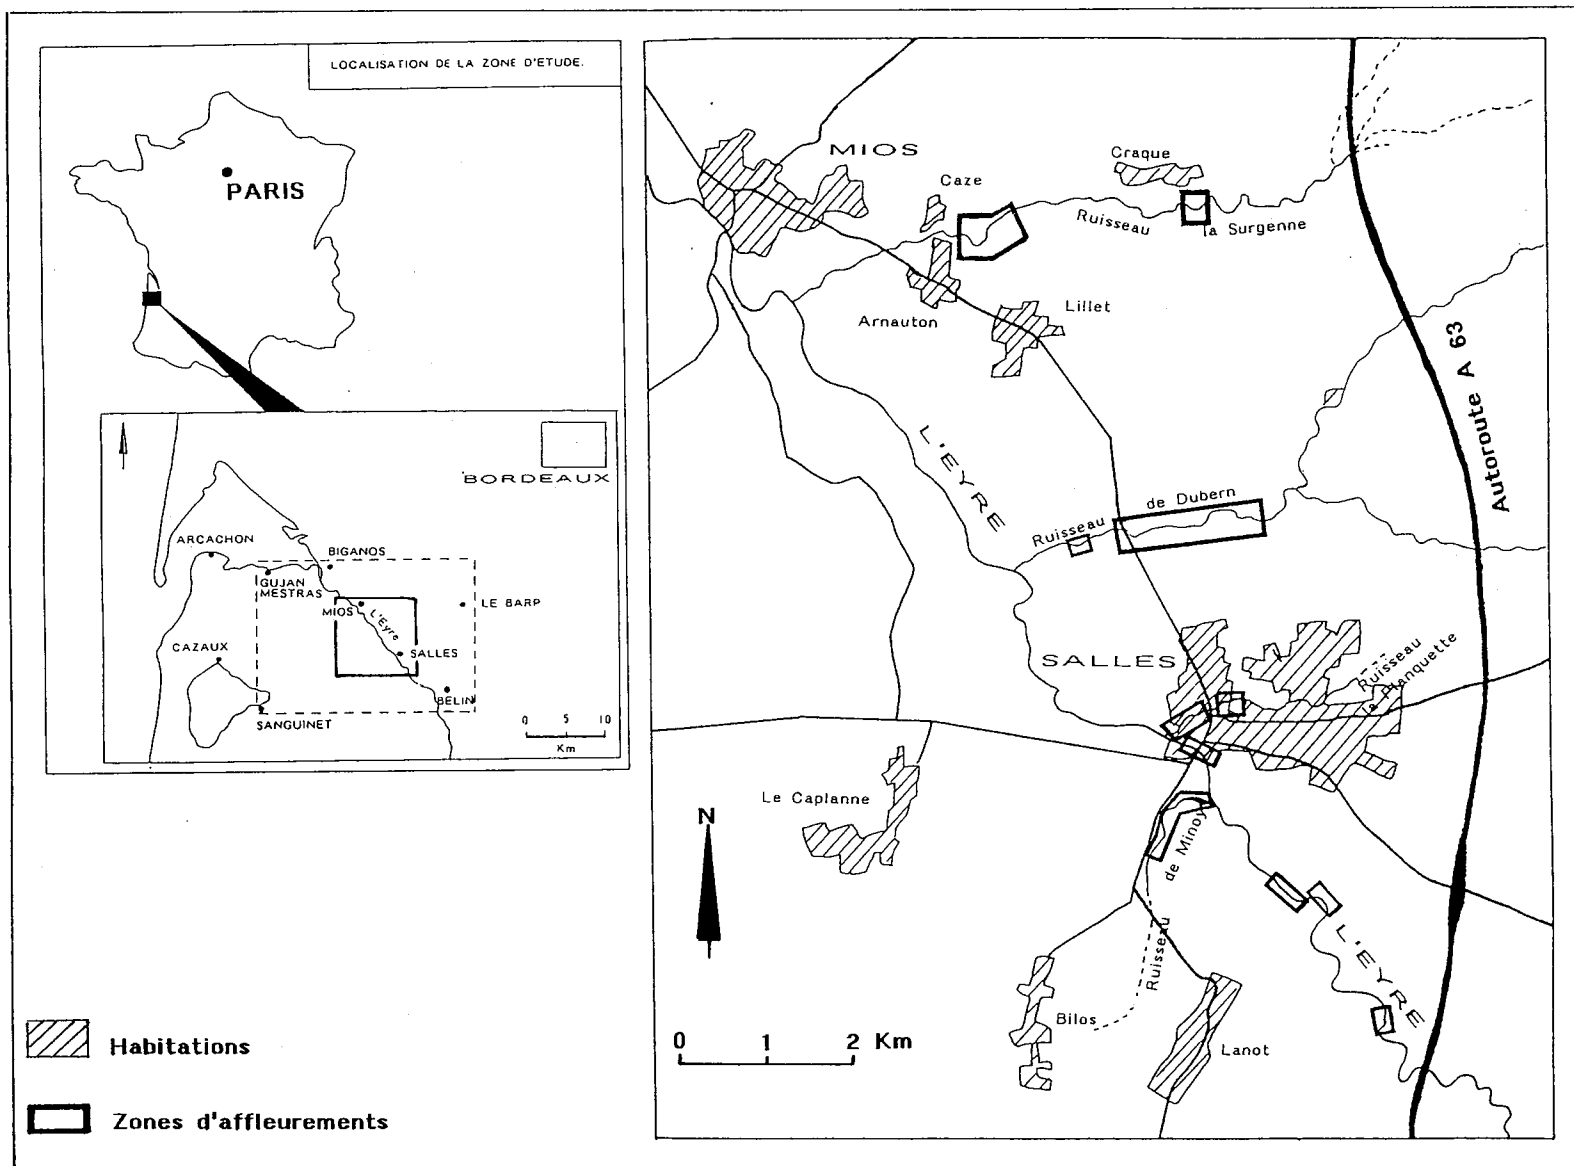 LOCALISATION DE LA ZONE D'ETUDE.
PARIS
BORDEAUX
ARCACHON
BIGANOS
GUJAN
MESTRAS
MIOS
L'Eyre
LE BARP
CAZAUX
SALLES
BELIN
SANGUINET
0 5 10
Km
MIOS
Craque
Caze
Ruisseau
la Surgenne
Arnauton
Lillet
Autoroute A 63
L'EYRE
Ruisseau
de Dubern
SALLES
Ruisseau
la Planquette
Le Caplanne
N
de Minoy
Ruisseau
L'EYRE
Bilos
Lanot
0 1 2 Km
Habitations
Zones d'affleurements